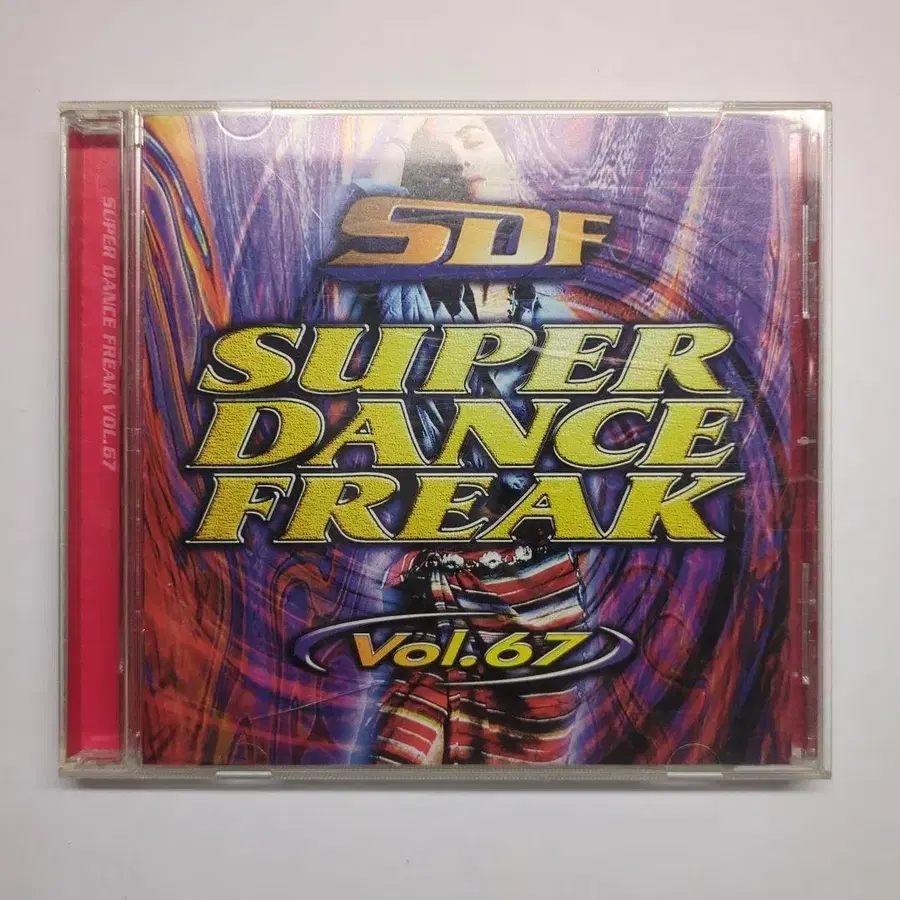 SUPER DANCE FREAK VOL.67
SDF
SUPER
DANCE
FREAK
Vol.67